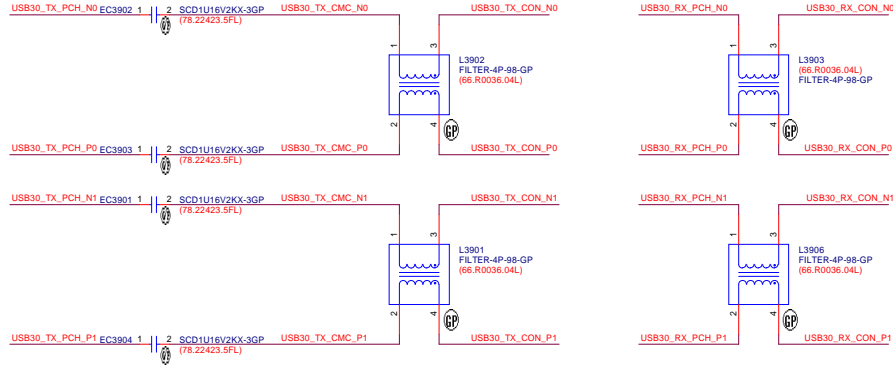 USB30_TX_PCH_N0 EC3902 1 2 SCD1U16V2KX-3GP USB30_TX_CMC_N0 USB30_TX_CON_N0 USB30_RX_PCH_N0 USB30_RX_CON_N0
(78.22423.5FL)
1 3 1 3
L3902 L3903
FILTER-4P-98-GP (66.R0036.04L)
(66.R0036.04L) FILTER-4P-98-GP
2 4 GP 2 4 GP
USB30_TX_PCH_P0 EC3903 1 2 SCD1U16V2KX-3GP USB30_TX_CMC_P0 USB30_TX_CON_P0 USB30_RX_PCH_P0 USB30_RX_CON_P0
(78.22423.5FL)
USB30_TX_PCH_N1 EC3901 1 2 SCD1U16V2KX-3GP USB30_TX_CMC_N1 USB30_TX_CON_N1 USB30_RX_PCH_N1 USB30_RX_CON_N1
(78.22423.5FL)
1 3 1 3
L3901 L3906
FILTER-4P-98-GP FILTER-4P-98-GP
(66.R0036.04L) (66.R0036.04L)
2 4 GP 2 4 GP
USB30_TX_PCH_P1 EC3904 1 2 SCD1U16V2KX-3GP USB30_TX_CMC_P1 USB30_TX_CON_P1 USB30_RX_PCH_P1 USB30_RX_CON_P1
(78.22423.5FL)